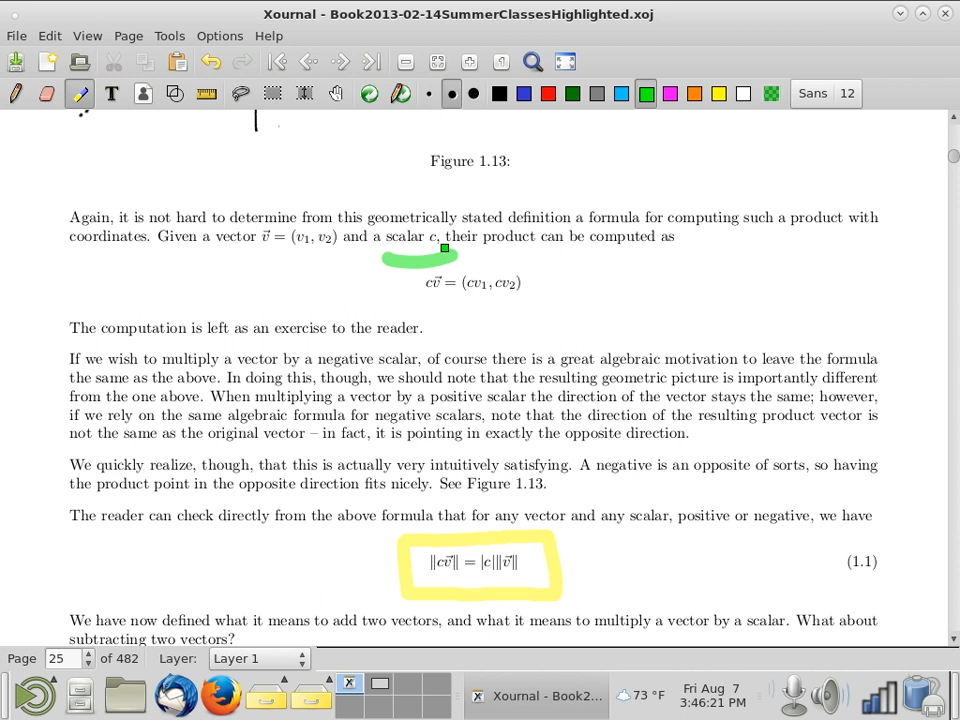 Xournal - Book2013-02-14SummerClassesHighlighted.xoj
File Edit View Page Tools Options Help
T Sans 12
Figure 1.13:
Again, it is not hard to determine from this geometrically stated definition a formula for computing such a product with
coordinates. Given a vector v⃗ = (v₁, v₂) and a scalar c, their product can be computed as
cv⃗ = (cv₁, cv₂)
The computation is left as an exercise to the reader.
If we wish to multiply a vector by a negative scalar, of course there is a great algebraic motivation to leave the formula
the same as the above. In doing this, though, we should note that the resulting geometric picture is importantly different
from the one above. When multiplying a vector by a positive scalar the direction of the vector stays the same; however,
if we rely on the same algebraic formula for negative scalars, note that the direction of the resulting product vector is
not the same as the original vector – in fact, it is pointing in exactly the opposite direction.
We quickly realize, though, that this is actually very intuitively satisfying. A negative is an opposite of sorts, so having
the product point in the opposite direction fits nicely. See Figure 1.13.
The reader can check directly from the above formula that for any vector and any scalar, positive or negative, we have
‖cv⃗‖ = |c|‖v⃗‖ (1.1)
We have now defined what it means to add two vectors, and what it means to multiply a vector by a scalar. What about
subtracting two vectors?
Page 25 of 482 Layer: Layer 1
Xournal - Book2... 73 °F Fri Aug 7
3:46:21 PM